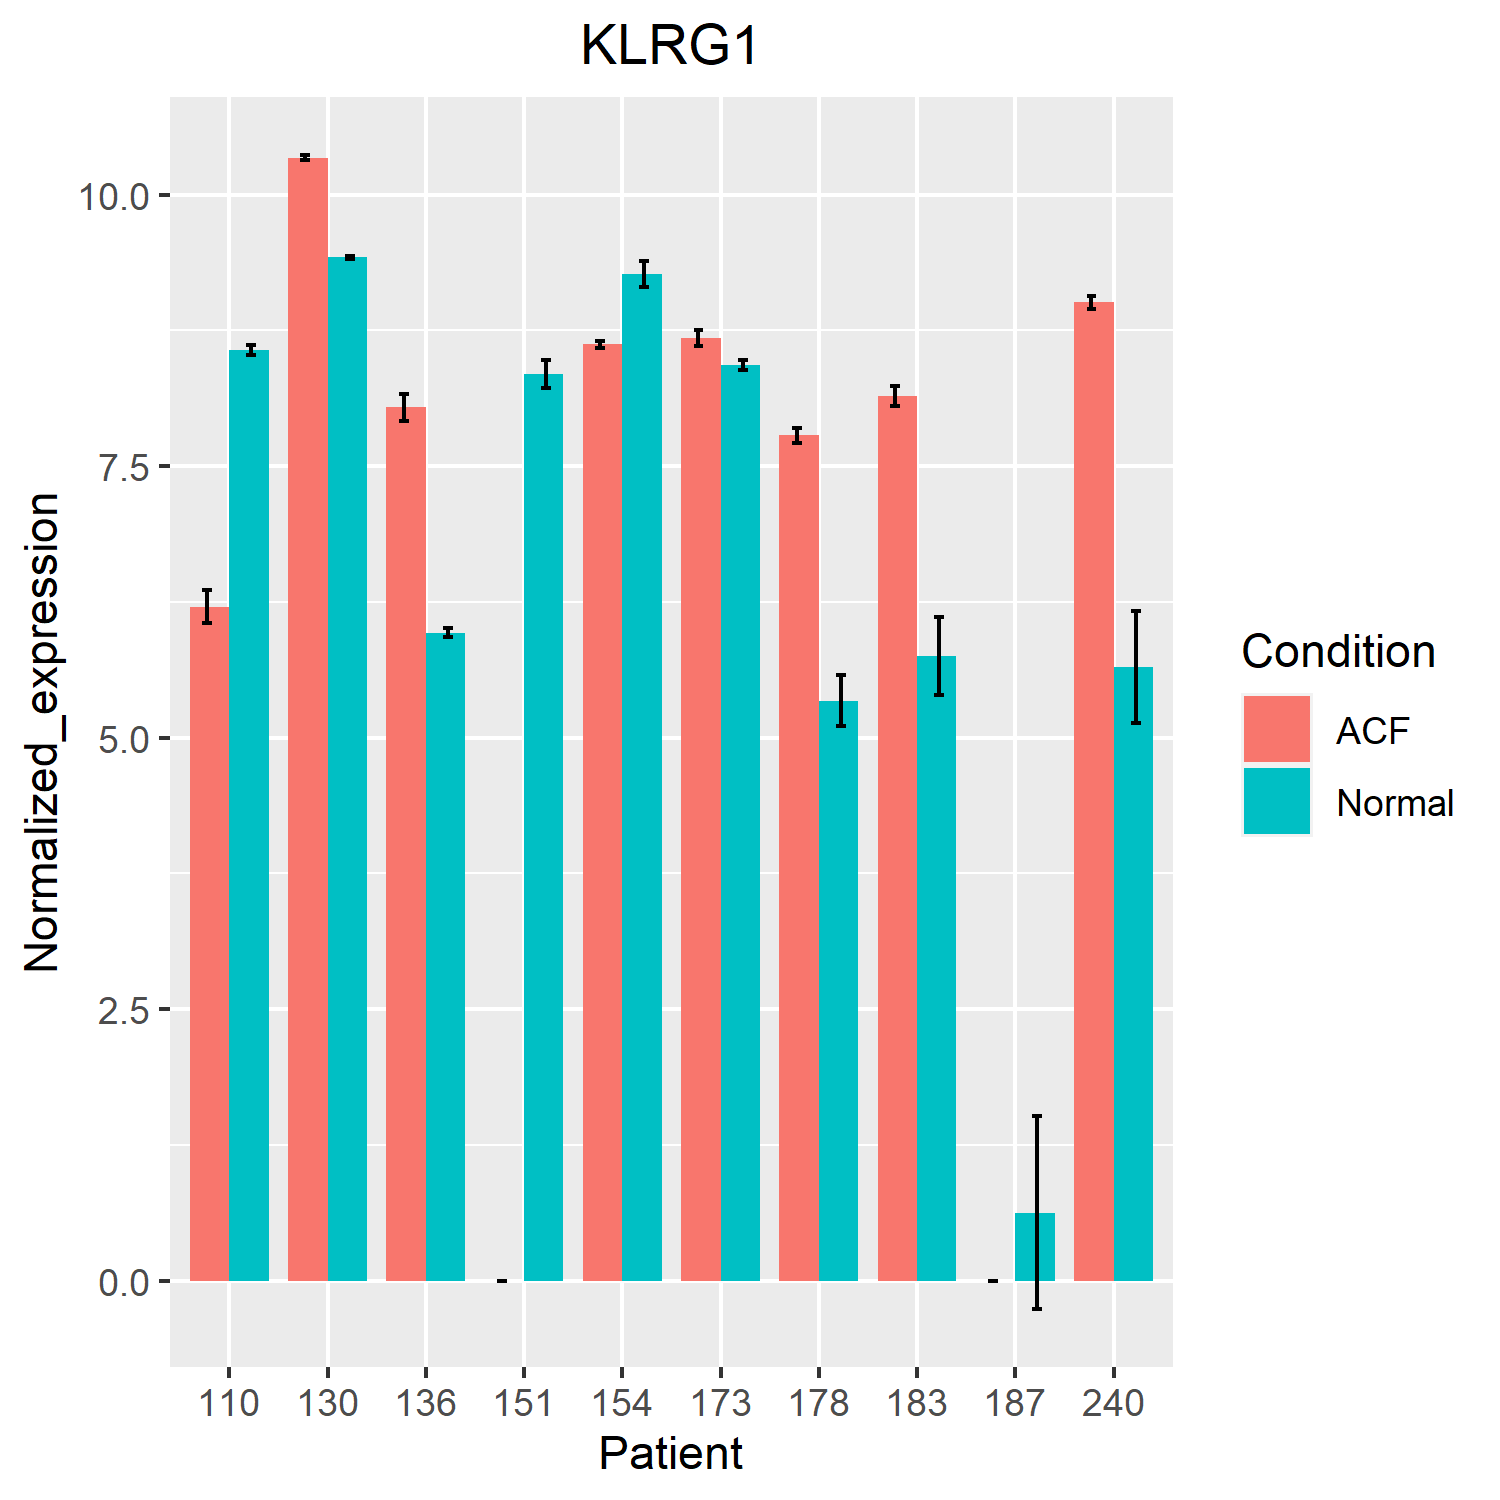 KLRG1
10.0
7.5
5.0
2.5
0.0
Normalized_expression
110 130 136 151 154 173 178 183 187 240
Patient
Condition
ACF
Normal